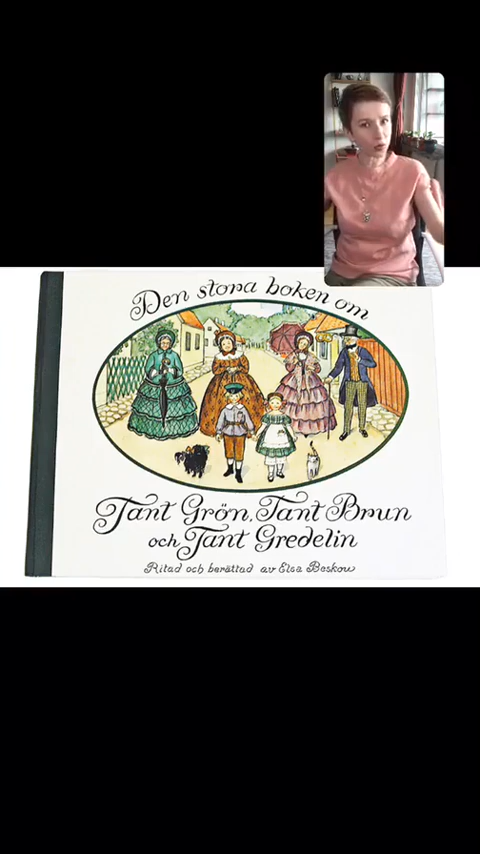 Den stora boken om
Tant Grön, Tant Brun
och Tant Gredelin
Ritad och berättad av Elsa Beskow